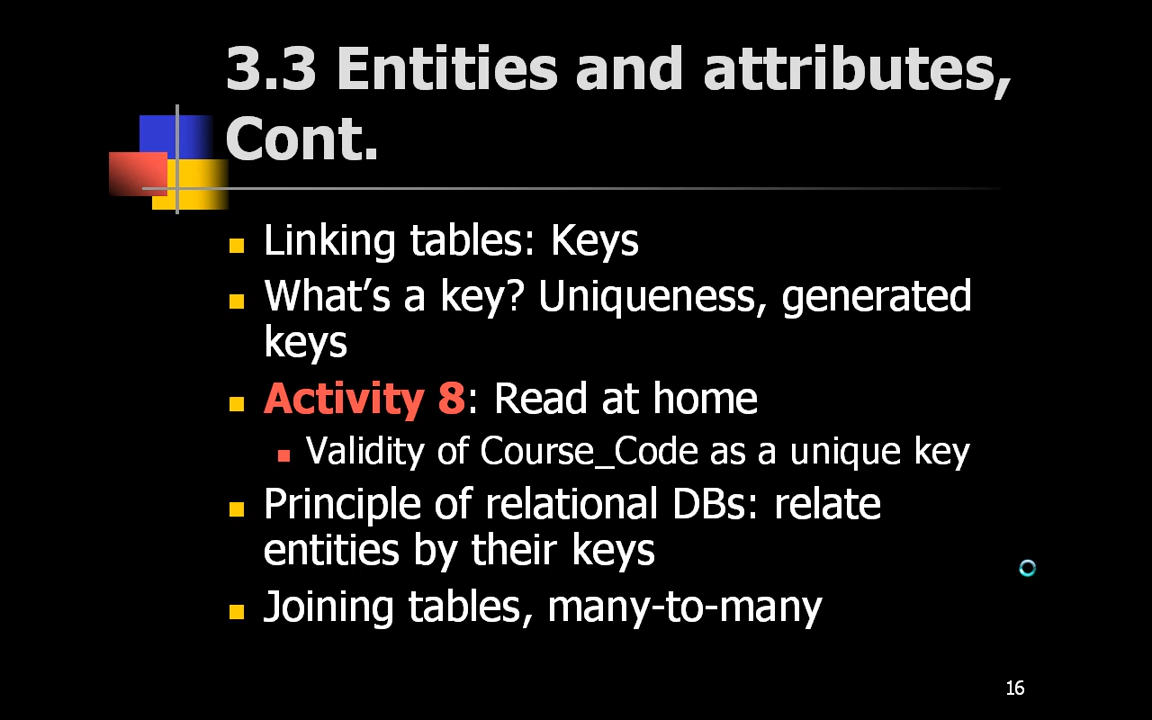 3.3 Entities and attributes,
Cont.
Linking tables: Keys
What’s a key? Uniqueness, generated
keys
Activity 8: Read at home
Validity of Course_Code as a unique key
Principle of relational DBs: relate
entities by their keys
Joining tables, many-to-many
16